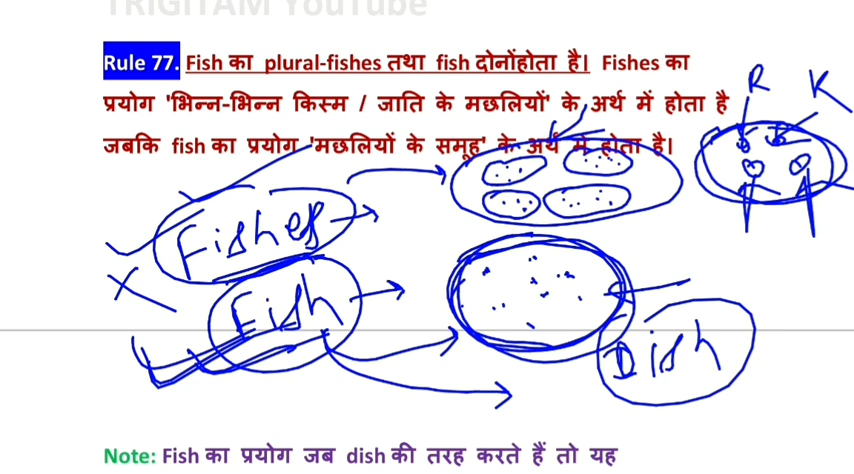 TRIGITAM YouTube
Rule 77. Fish का plural-fishes तथा fish दोनोंहोता है। Fishes का
प्रयोग 'भिन्न-भिन्न किस्म / जाति के मछलियों' के अर्थ में होता है
जबकि fish का प्रयोग 'मछलियों के समूह' के अर्थ में होता है।
R K
Fishes
Fish
Dish
Note: Fish का प्रयोग जब dish की तरह करते हैं तो यह